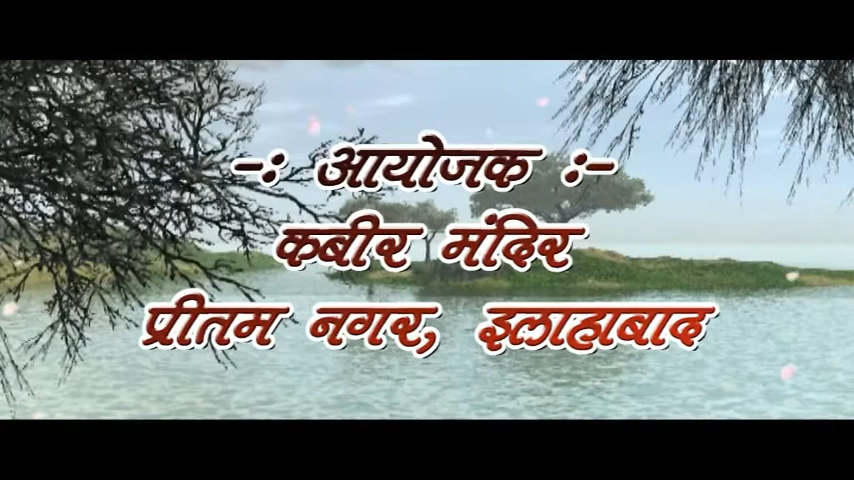 -: आयोजक :-
कबीर मंदिर
प्रीतम नगर, इलाहाबाद